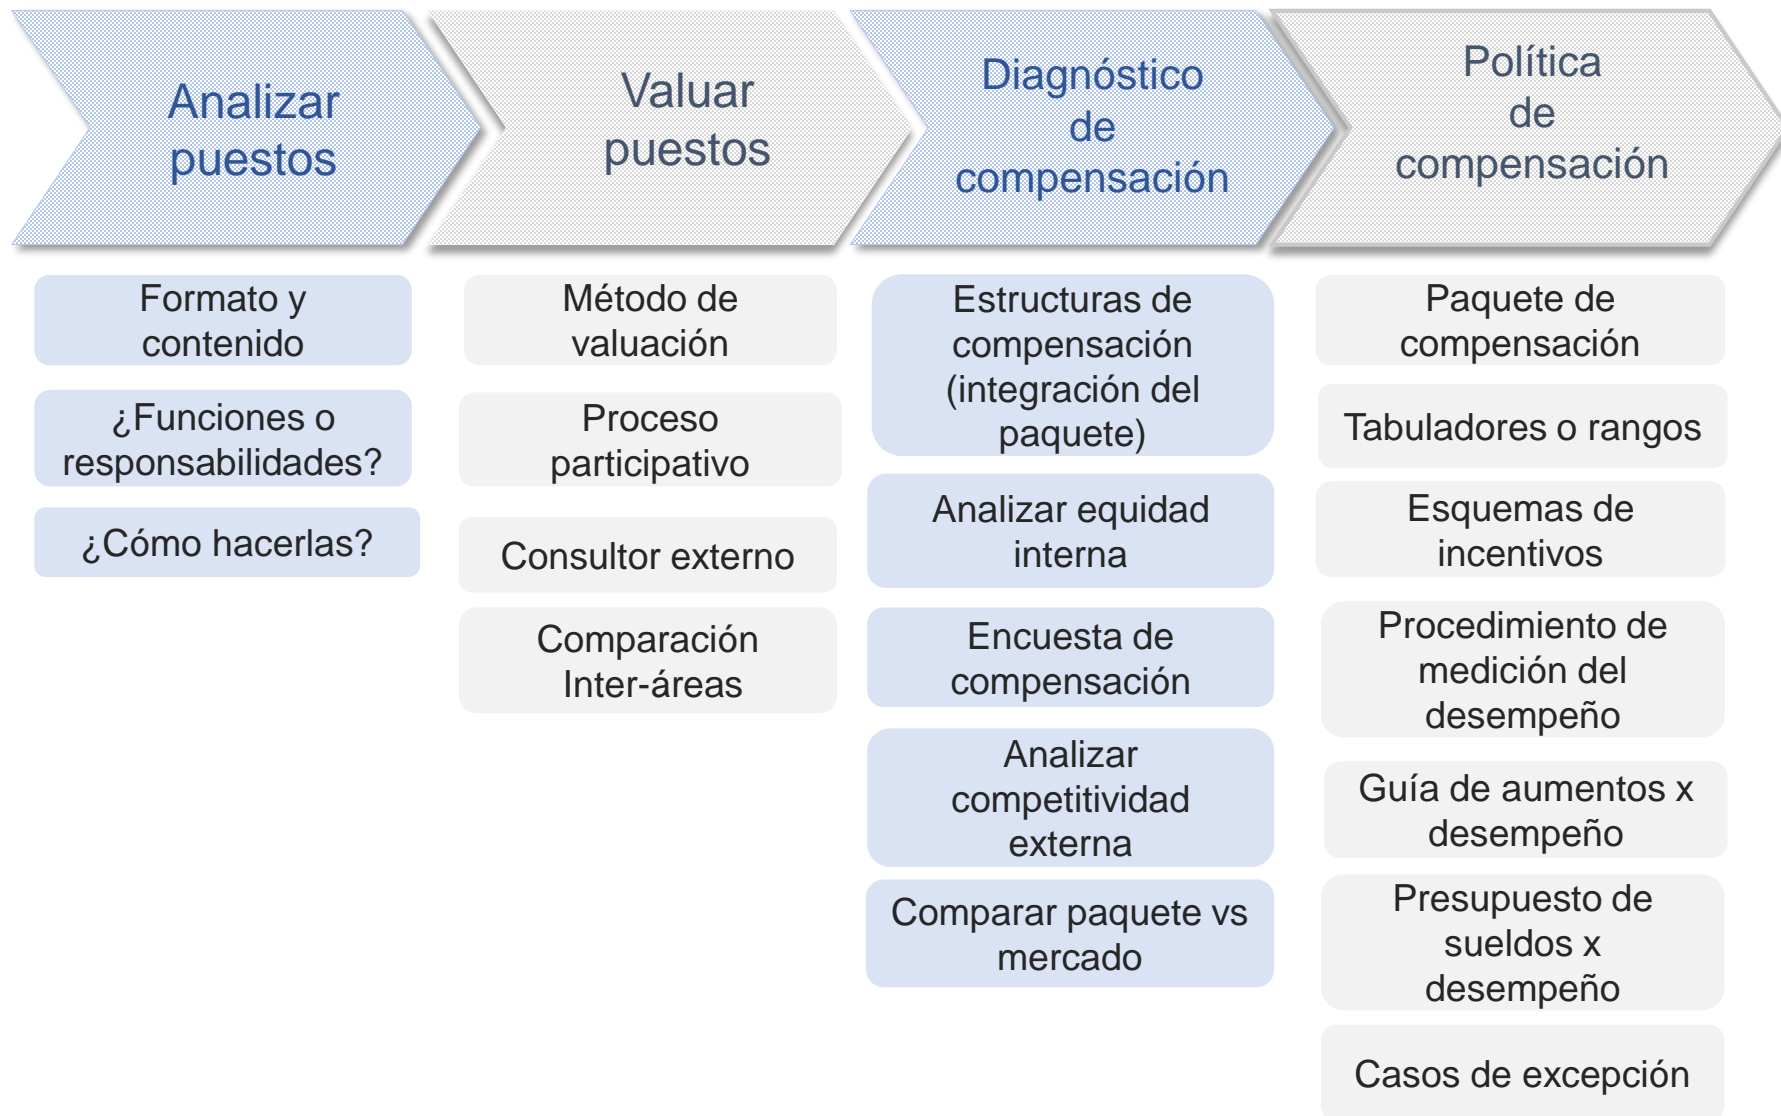 Analizar
puestos
Valuar
puestos
Diagnóstico
de
compensación
Política
de
compensación
Formato y
contenido
¿Funciones o
responsabilidades?
¿Cómo hacerlas?
Método de
valuación
Proceso
participativo
Consultor externo
Comparación
Inter-áreas
Estructuras de
compensación
(integración del
paquete)
Analizar equidad
interna
Encuesta de
compensación
Analizar
competitividad
externa
Comparar paquete vs
mercado
Paquete de
compensación
Tabuladores o rangos
Esquemas de
incentivos
Procedimiento de
medición del
desempeño
Guía de aumentos x
desempeño
Presupuesto de
sueldos x
desempeño
Casos de excepción